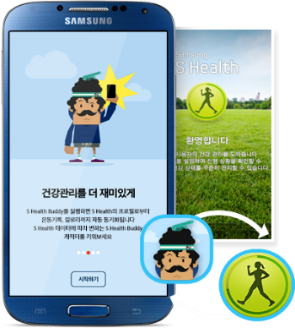 SAMSUNG
건강관리를 더 재미있게
S Health Buddy를 실행하면 S Health의 프로필로부터
운동기록, 칼로리까지 자동 동기화됩니다
S Health 데이터에 따라 변하는 S Health Buddy
캐릭터를 키워보세요
시작하기
S Health
환영합니다